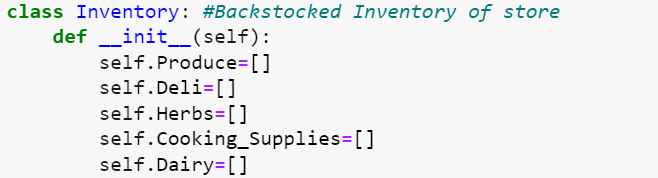 class Inventory: #Backstocked Inventory of store
    def __init__(self):
        self.Produce=[]
        self.Deli=[]
        self.Herbs=[]
        self.Cooking_Supplies=[]
        self.Dairy=[]